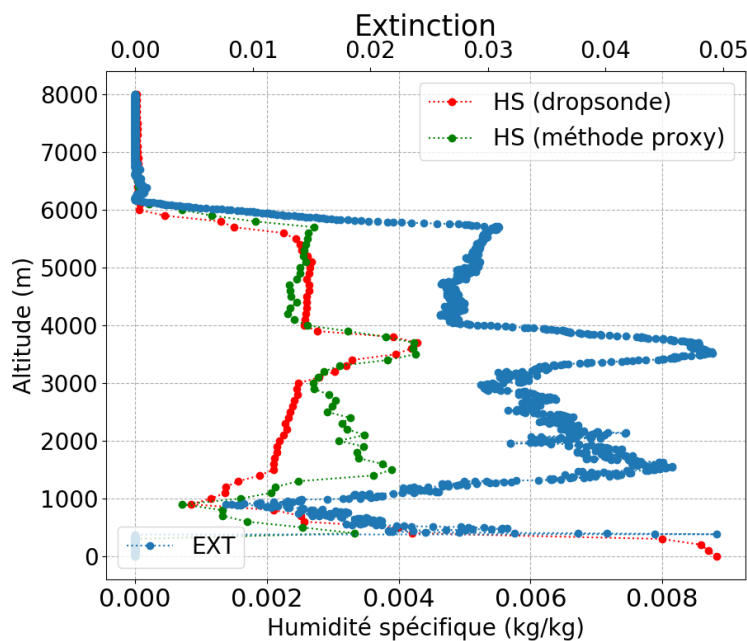 Extinction
0.00 0.01 0.02 0.03 0.04 0.05
HS (dropsonde)
HS (méthode proxy)
8000
7000
6000
5000
4000
3000
2000
1000
0
Altitude (m)
EXT
0.000 0.002 0.004 0.006 0.008
Humidité spécifique (kg/kg)